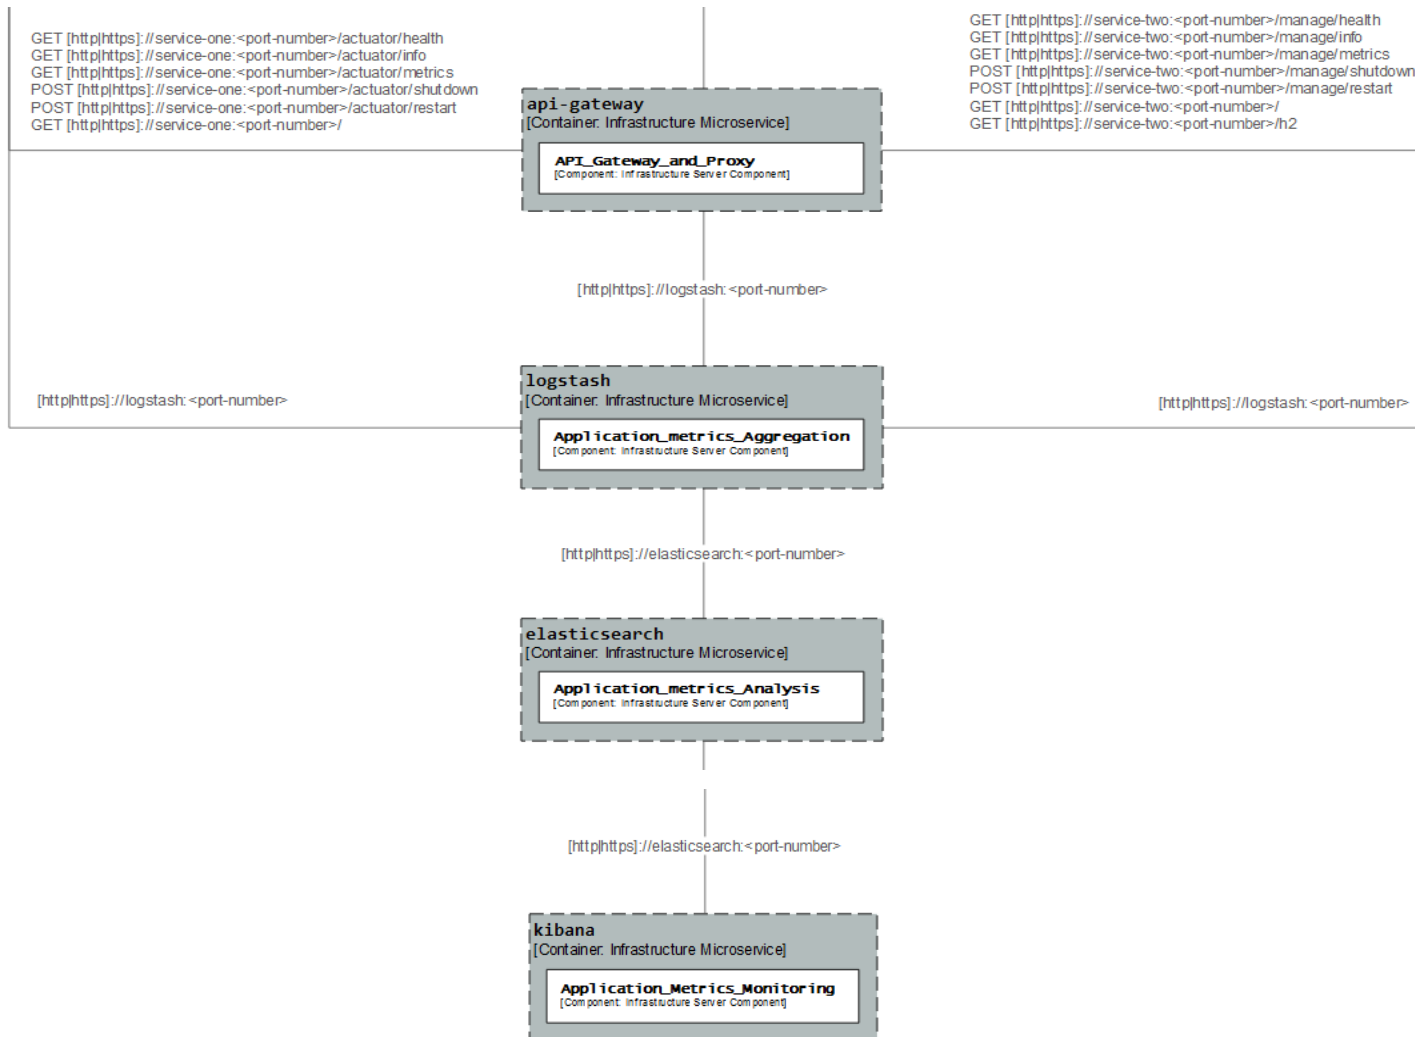 GET [http|https]://service-one:<port-number>/actuator/health
GET [http|https]://service-one:<port-number>/actuator/info
GET [http|https]://service-one:<port-number>/actuator/metrics
POST [http|https]://service-one:<port-number>/actuator/shutdown
POST [http|https]://service-one:<port-number>/actuator/restart
GET [http|https]://service-one:<port-number>/
GET [http|https]://service-two:<port-number>/manage/health
GET [http|https]://service-two:<port-number>/manage/info
GET [http|https]://service-two:<port-number>/manage/metrics
POST [http|https]://service-two:<port-number>/manage/shutdown
POST [http|https]://service-two:<port-number>/manage/restart
GET [http|https]://service-two:<port-number>/
GET [http|https]://service-two:<port-number>/h2
api-gateway
[Container: Infrastructure Microservice]
API_Gateway_and_Proxy
[Component: Infrastructure Server Component]
[http|https]://logstash:<port-number>
logstash
[Container: Infrastructure Microservice]
[http|https]://logstash:<port-number>
[http|https]://logstash:<port-number>
Application_metrics_Aggregation
[Component: Infrastructure Server Component]
[http|https]://elasticsearch:<port-number>
elasticsearch
[Container: Infrastructure Microservice]
Application_metrics_Analysis
[Component: Infrastructure Server Component]
[http|https]://elasticsearch:<port-number>
kibana
[Container: Infrastructure Microservice]
Application_Metrics_Monitoring
[Component: Infrastructure Server Component]